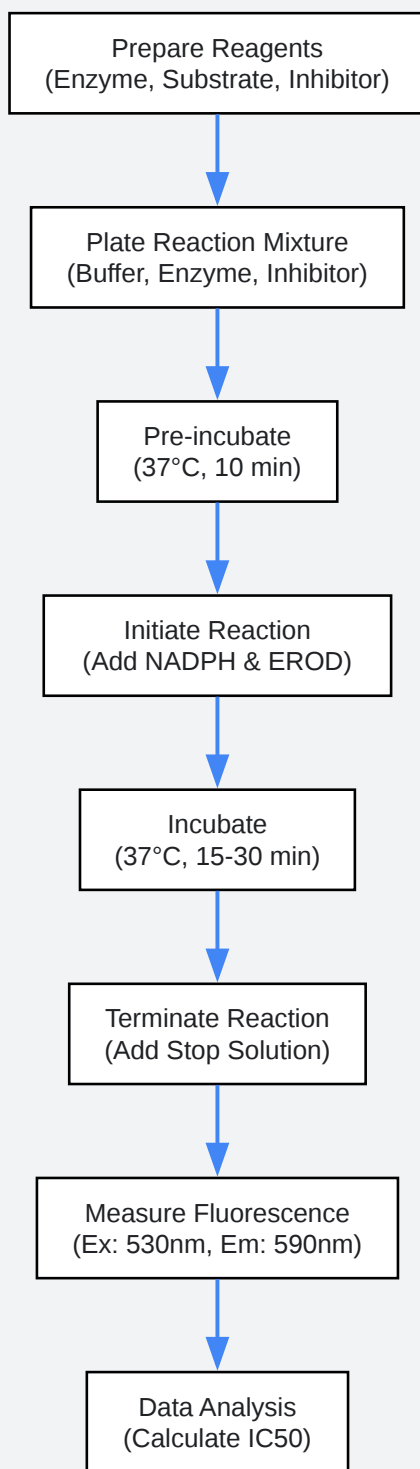 Prepare Reagents
(Enzyme, Substrate, Inhibitor)
Plate Reaction Mixture
(Buffer, Enzyme, Inhibitor)
Pre-incubate
(37°C, 10 min)
Initiate Reaction
(Add NADPH & EROD)
Incubate
(37°C, 15-30 min)
Terminate Reaction
(Add Stop Solution)
Measure Fluorescence
(Ex: 530nm, Em: 590nm)
Data Analysis
(Calculate IC50)